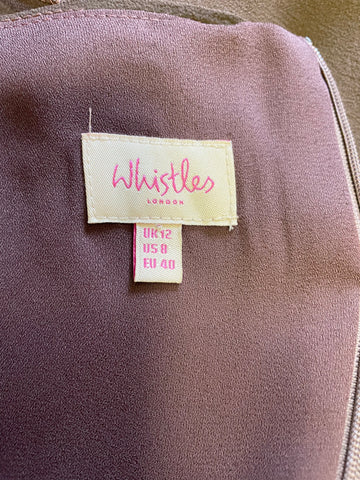 Whistles
LONDON
UK 12
US 8
EU 40